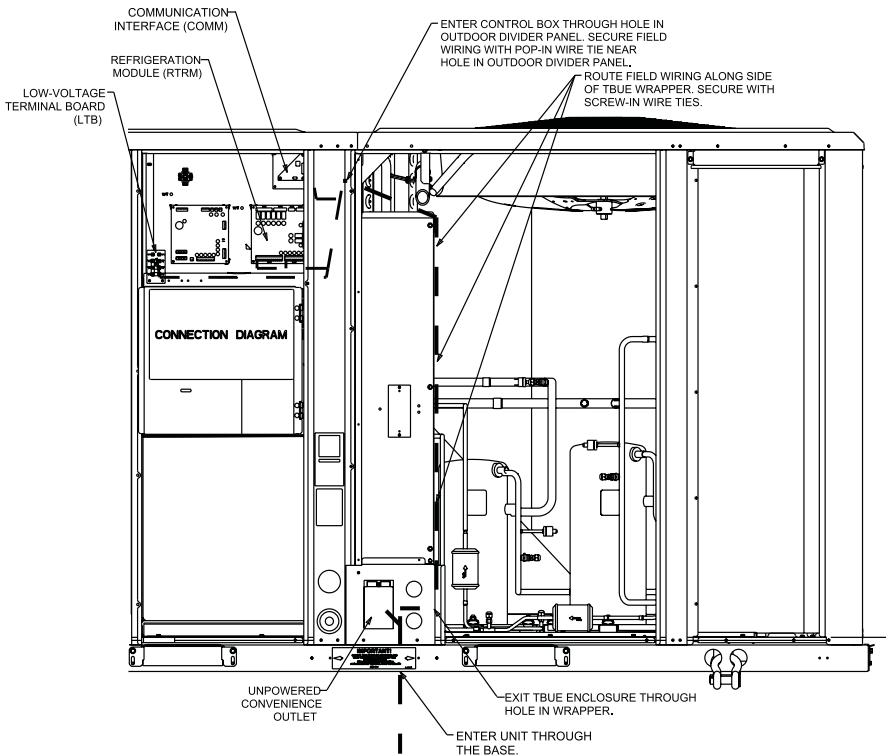 COMMUNICATION
INTERFACE (COMM)
ENTER CONTROL BOX THROUGH HOLE IN
OUTDOOR DIVIDER PANEL. SECURE FIELD
WIRING WITH POP-IN WIRE TIE NEAR
HOLE IN OUTDOOR DIVIDER PANEL.
REFRIGERATION
MODULE (RTRM)
ROUTE FIELD WIRING ALONG SIDE
OF TBUE WRAPPER. SECURE WITH
SCREW-IN WIRE TIES.
LOW-VOLTAGE
TERMINAL BOARD
(LTB)
CONNECTION DIAGRAM
IMPORTANT!
UNPOWERED
CONVENIENCE
OUTLET
EXIT TBUE ENCLOSURE THROUGH
HOLE IN WRAPPER.
ENTER UNIT THROUGH
THE BASE.